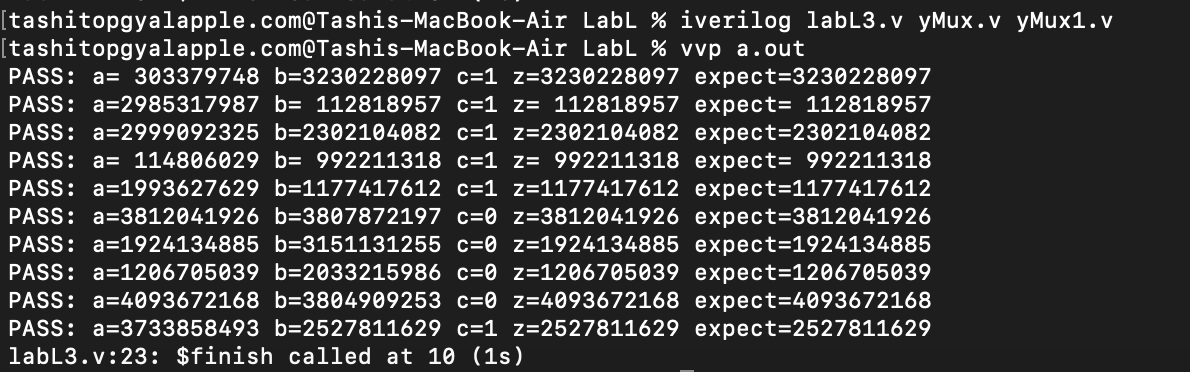 [tashitopgyalapple.com@Tashis-MacBook-Air LabL % iverilog labL3.v yMux.v yMux1.v
[tashitopgyalapple.com@Tashis-MacBook-Air LabL % vvp a.out
PASS: a= 303379748 b=3230228097 c=1 z=3230228097 expect=3230228097
PASS: a=2985317987 b= 112818957 c=1 z= 112818957 expect= 112818957
PASS: a=2999092325 b=2302104082 c=1 z=2302104082 expect=2302104082
PASS: a= 114806029 b= 992211318 c=1 z= 992211318 expect= 992211318
PASS: a=1993627629 b=1177417612 c=1 z=1177417612 expect=1177417612
PASS: a=3812041926 b=3807872197 c=0 z=3812041926 expect=3812041926
PASS: a=1924134885 b=3151131255 c=0 z=1924134885 expect=1924134885
PASS: a=1206705039 b=2033215986 c=0 z=1206705039 expect=1206705039
PASS: a=4093672168 b=3804909253 c=0 z=4093672168 expect=4093672168
PASS: a=3733858493 b=2527811629 c=1 z=2527811629 expect=2527811629
labL3.v:23: $finish called at 10 (1s)